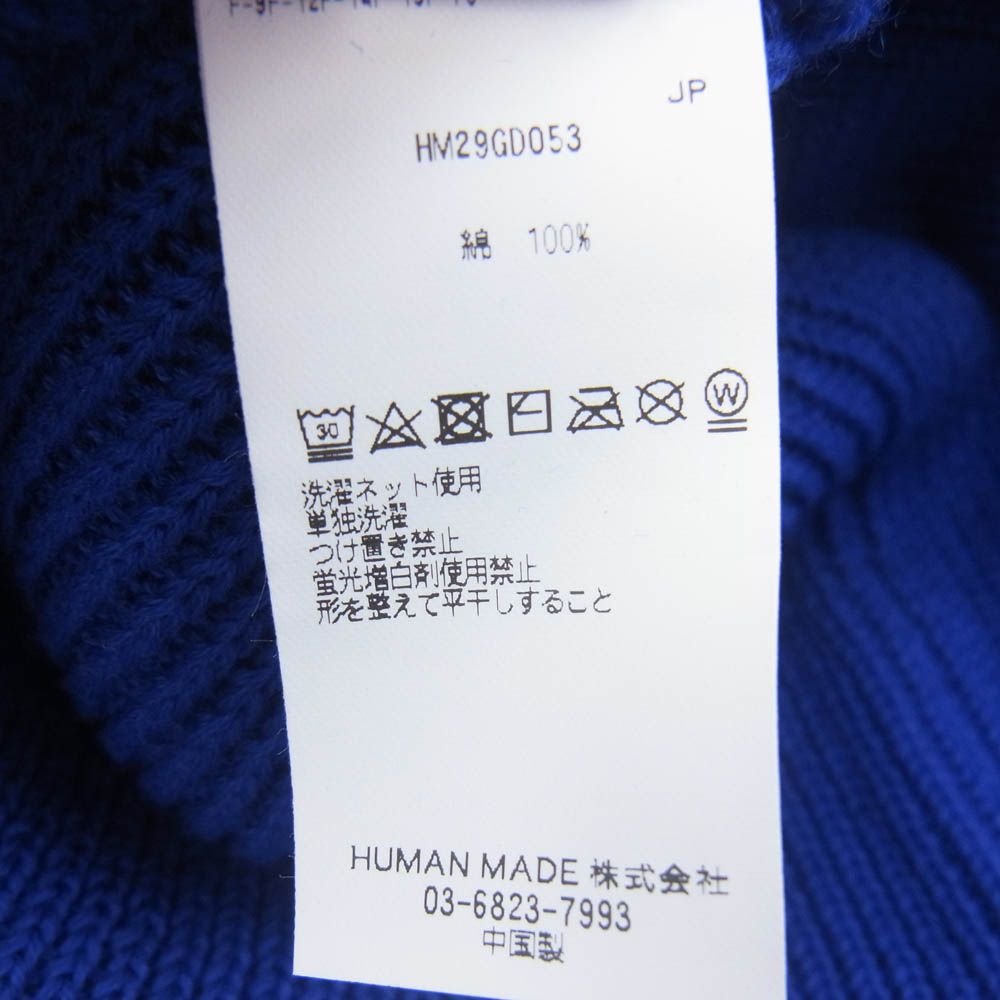 JP
HM29GD053
綿 100%
30
W
洗濯ネット使用
単独洗濯
つけ置き禁止
蛍光増白剤使用禁止
形を整えて平干しすること
HUMAN MADE 株式会社
03-6823-7993
中国製